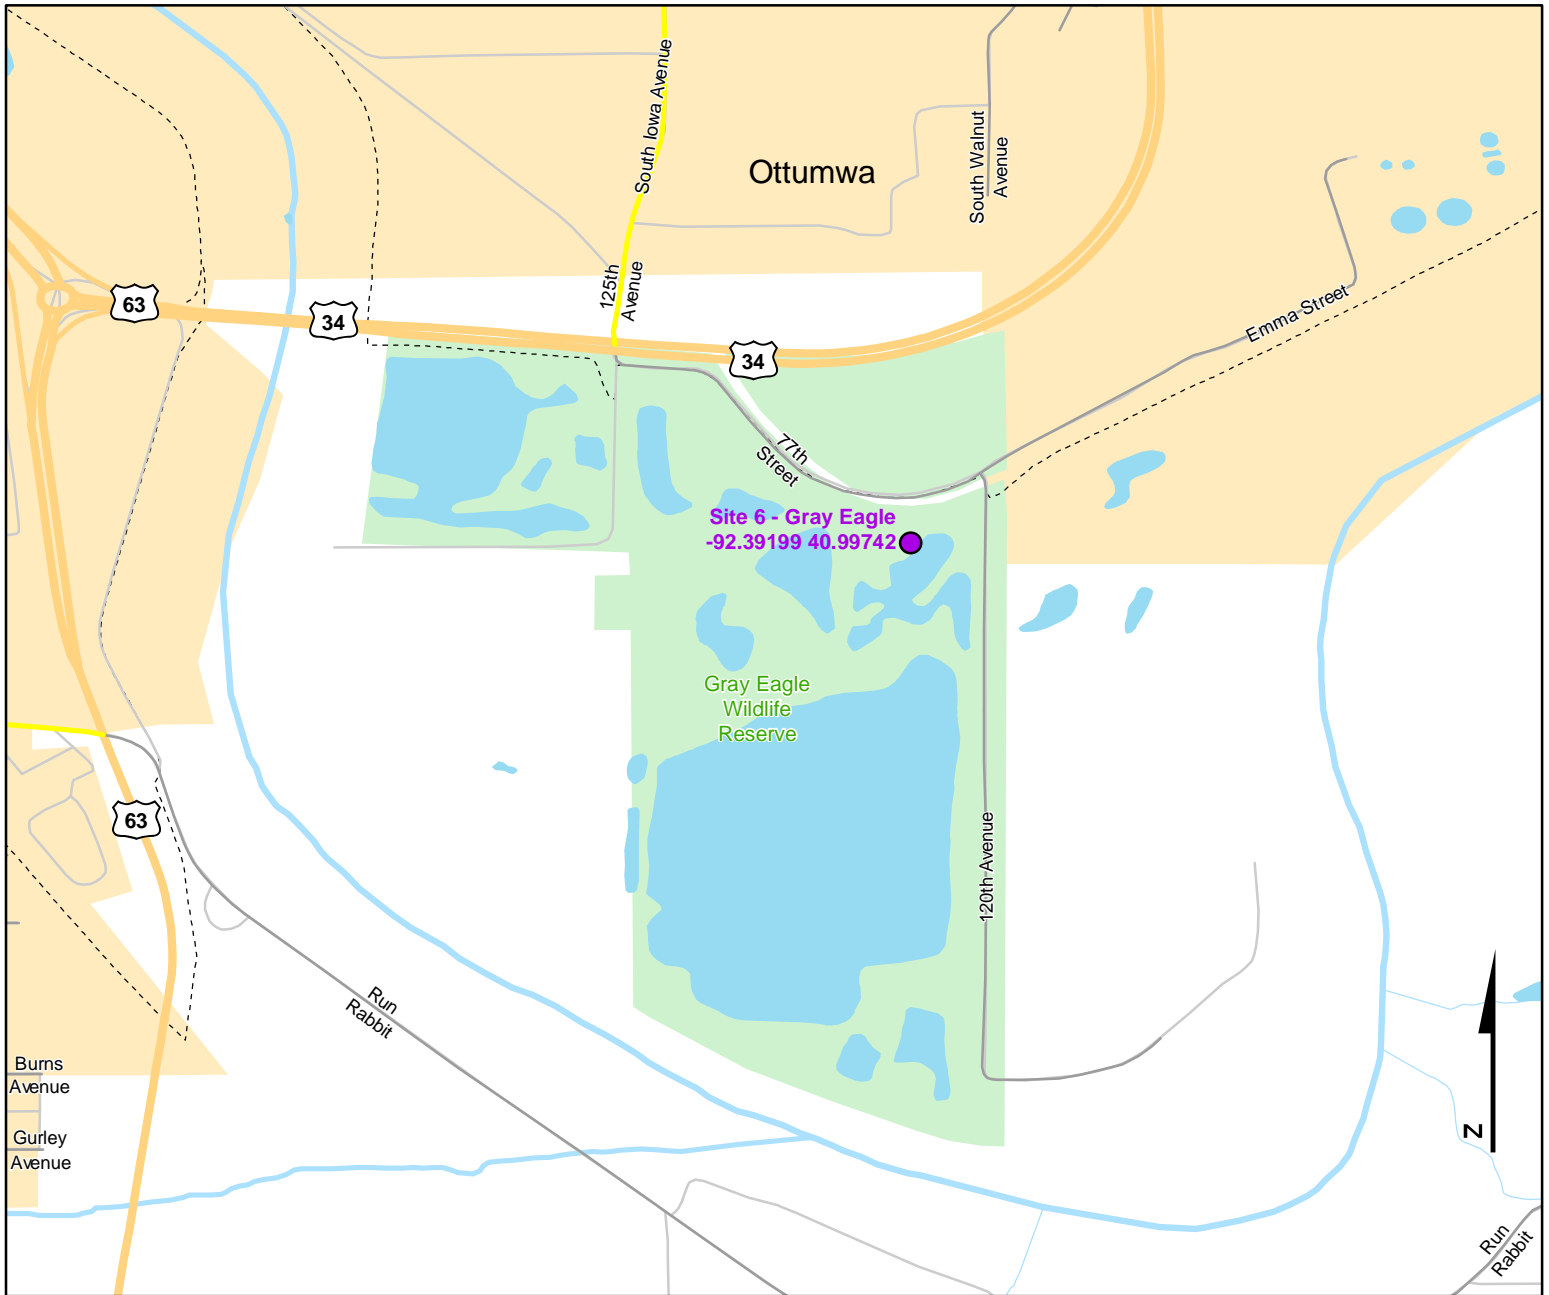 South Iowa Avenue
Ottumwa
South Walnut
Avenue
125th
Avenue
63
34
34
Emma Street
77th
Street
Site 6 - Gray Eagle
-92.39199 40.99742
Gray Eagle
Wildlife
Reserve
63
120th Avenue
Run
Rabbit
Burns
Avenue
Gurley
Avenue
N
Run
Rabbit